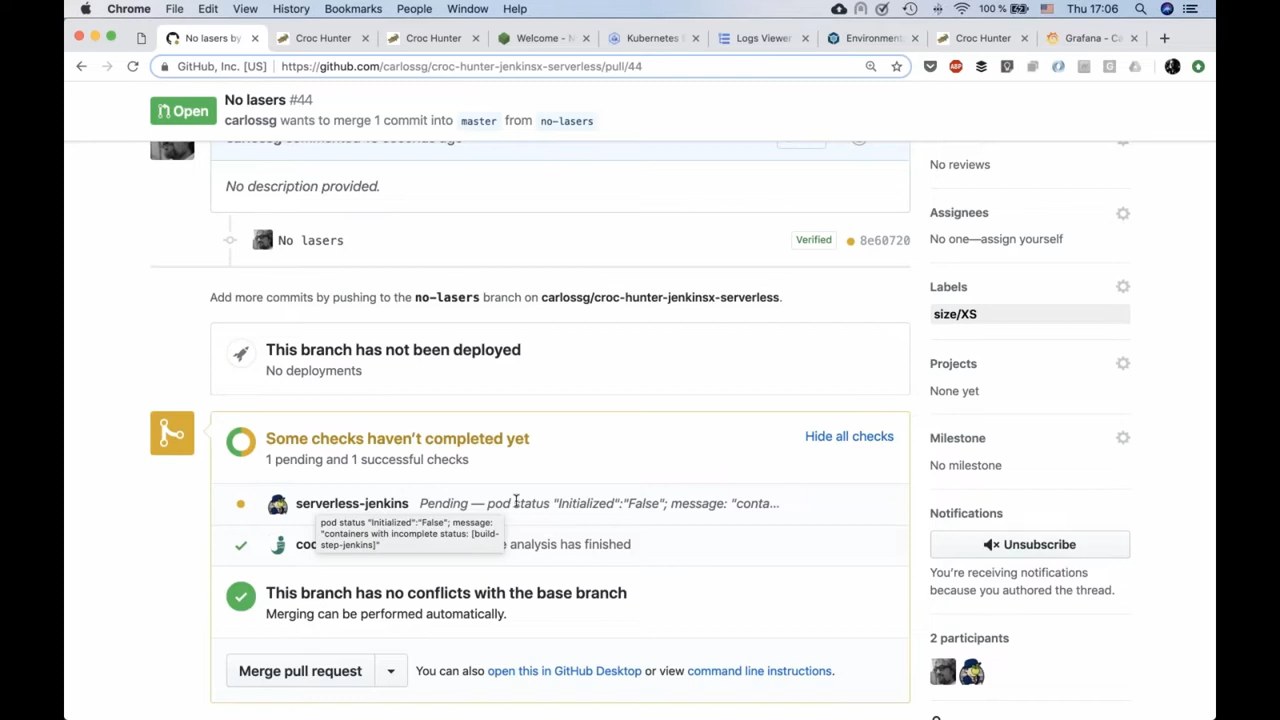 Chrome File Edit View History Bookmarks People Window Help 100 % Thu 17:06
No lasers by Croc Hunter Croc Hunter Welcome - N Kubernetes E Logs Viewer Environment Croc Hunter Grafana - Ca
GitHub, Inc. [US] https://github.com/carlossg/croc-hunter-jenkinsx-serverless/pull/44
Open
No lasers #44
carlossg wants to merge 1 commit into master from no-lasers
No description provided.
No lasers Verified 8e60720
Add more commits by pushing to the no-lasers branch on carlossg/croc-hunter-jenkinsx-serverless.
This branch has not been deployed
No deployments
Some checks haven't completed yet Hide all checks
1 pending and 1 successful checks
serverless-jenkins Pending — pod status "Initialized":"False"; message: "conta...
pod status "Initialized":"False"; message:
"containers with incomplete status: [build-
step-jenkins]"
analysis has finished
This branch has no conflicts with the base branch
Merging can be performed automatically.
Merge pull request You can also open this in GitHub Desktop or view command line instructions.
No reviews
Assignees
No one—assign yourself
Labels
size/XS
Projects
None yet
Milestone
No milestone
Notifications
Unsubscribe
You're receiving notifications
because you authored the thread.
2 participants